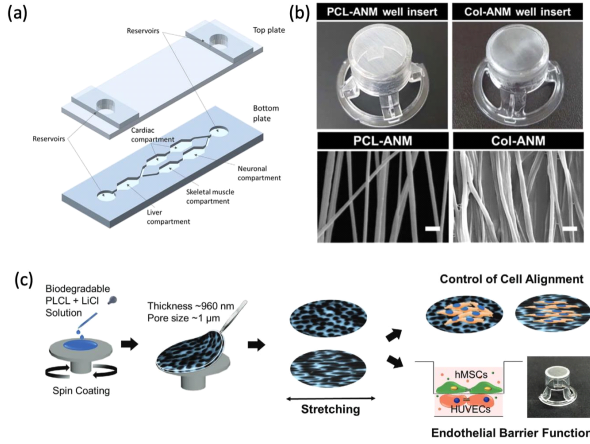 (a)
Reservoirs
Top plate
Bottom
plate
Reservoirs
Cardiac
compartment
Neuronal
compartment
Skeletal muscle
compartment
Liver
compartment
(b)
PCL-ANM well insert
Col-ANM well insert
PCL-ANM
Col-ANM
(c)
Biodegradable
PLCL + LiCl
Solution
Spin Coating
Thickness ~960 nm
Pore size ~1 μm
Stretching
Control of Cell Alignment
hMSCs
HUVECs
Endothelial Barrier Function